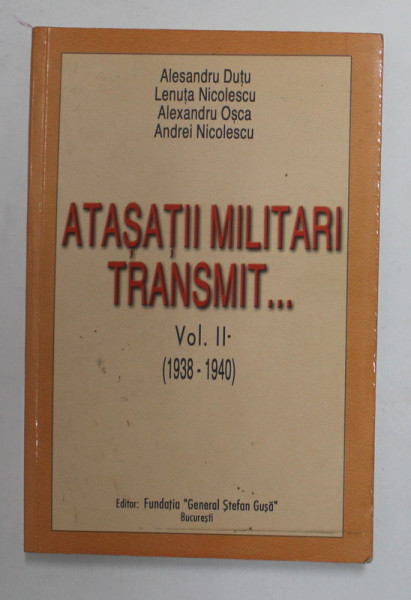 Alesandru Duțu
Lenuța Nicolescu
Alexandru Oșca
Andrei Nicolescu
ATAȘAȚII MILITARI
TRANSMIT...
Vol. II
(1938 - 1940)
Editor: Fundația "General Ștefan Gușă"
București